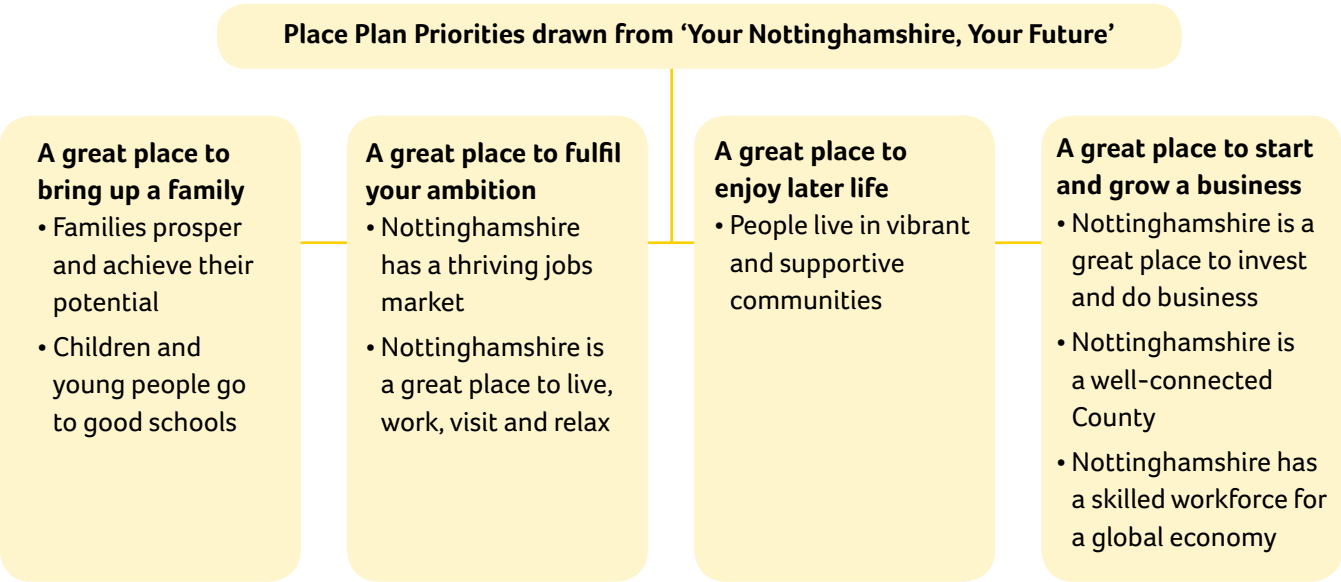 Place Plan Priorities drawn from ‘Your Nottinghamshire, Your Future’
A great place to
bring up a family
• Families prosper
and achieve their
potential
• Children and
young people go
to good schools
A great place to fulfil
your ambition
• Nottinghamshire
has a thriving jobs
market
• Nottinghamshire is
a great place to live,
work, visit and relax
A great place to
enjoy later life
• People live in vibrant
and supportive
communities
A great place to start
and grow a business
• Nottinghamshire is a
great place to invest
and do business
• Nottinghamshire is
a well-connected
County
• Nottinghamshire has
a skilled workforce for
a global economy